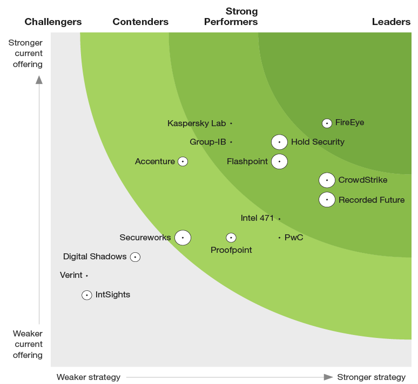 Challengers
Contenders
Strong
Performers
Leaders
Stronger
current
offering
Kaspersky Lab
FireEye
Group-IB
Hold Security
Accenture
Flashpoint
CrowdStrike
Recorded Future
Intel 471
Secureworks
PwC
Proofpoint
Digital Shadows
Verint
IntSights
Weaker
current
offering
Weaker strategy
Stronger strategy